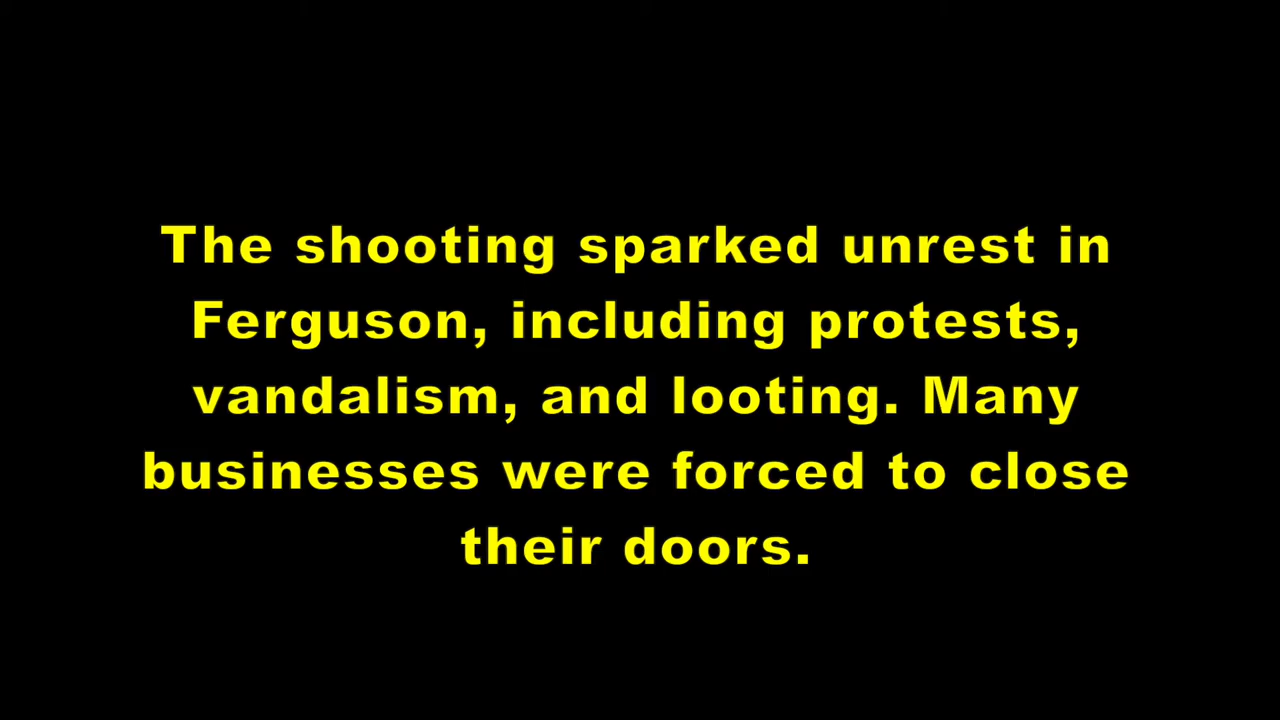 The shooting sparked unrest in
Ferguson, including protests,
vandalism, and looting. Many
businesses were forced to close
their doors.